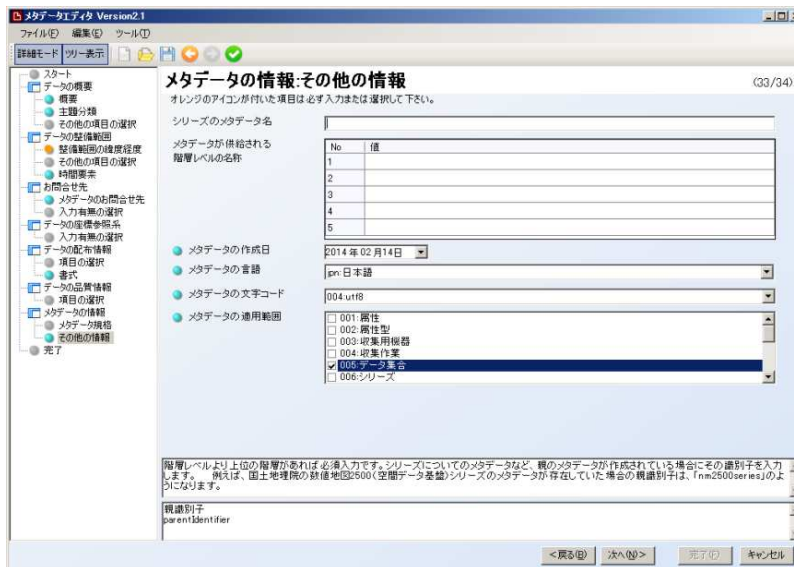 メタデータエディタ Version2.1
ファイル(F) 編集(E) ツール(T)
詳細モード ツリー表示
スタート
データの概要
概要
主題分類
その他の項目の選択
データの整備範囲
整備範囲の緯度経度
その他の項目の選択
時間要素
お問合せ先
メタデータのお問合せ先
入力有無の選択
データの座標参照系
入力有無の選択
データの配布情報
項目の選択
書式
データの品質情報
項目の選択
メタデータの情報
メタデータ規格
その他の情報
完了
メタデータの情報:その他の情報 (33/34)
オレンジのアイコンが付いた項目は必ず入力または選択して下さい。
シリーズのメタデータ名
メタデータが供給される
階層レベルの名称
No 値
1
2
3
4
5
メタデータの作成日 2014年02月14日
メタデータの言語 jpn:日本語
メタデータの文字コード 004:utf8
メタデータの適用範囲 001:属性
002:属性型
003:収集用機器
004:収集作業
005:データ集合
006:シリーズ
階層レベルより上位の階層があれば必須入力です。シリーズについてのメタデータなど、親のメタデータが作成されている場合にその識別子を入力
します。 例えば、国土地理院の数値地図2500(空間データ基盤)シリーズのメタデータが存在していた場合の親識別子は、「nm2500series」のよ
うになります。
親識別子
parentIdentifier
<戻る(B) 次へ(N)> 完了(F) キャンセル